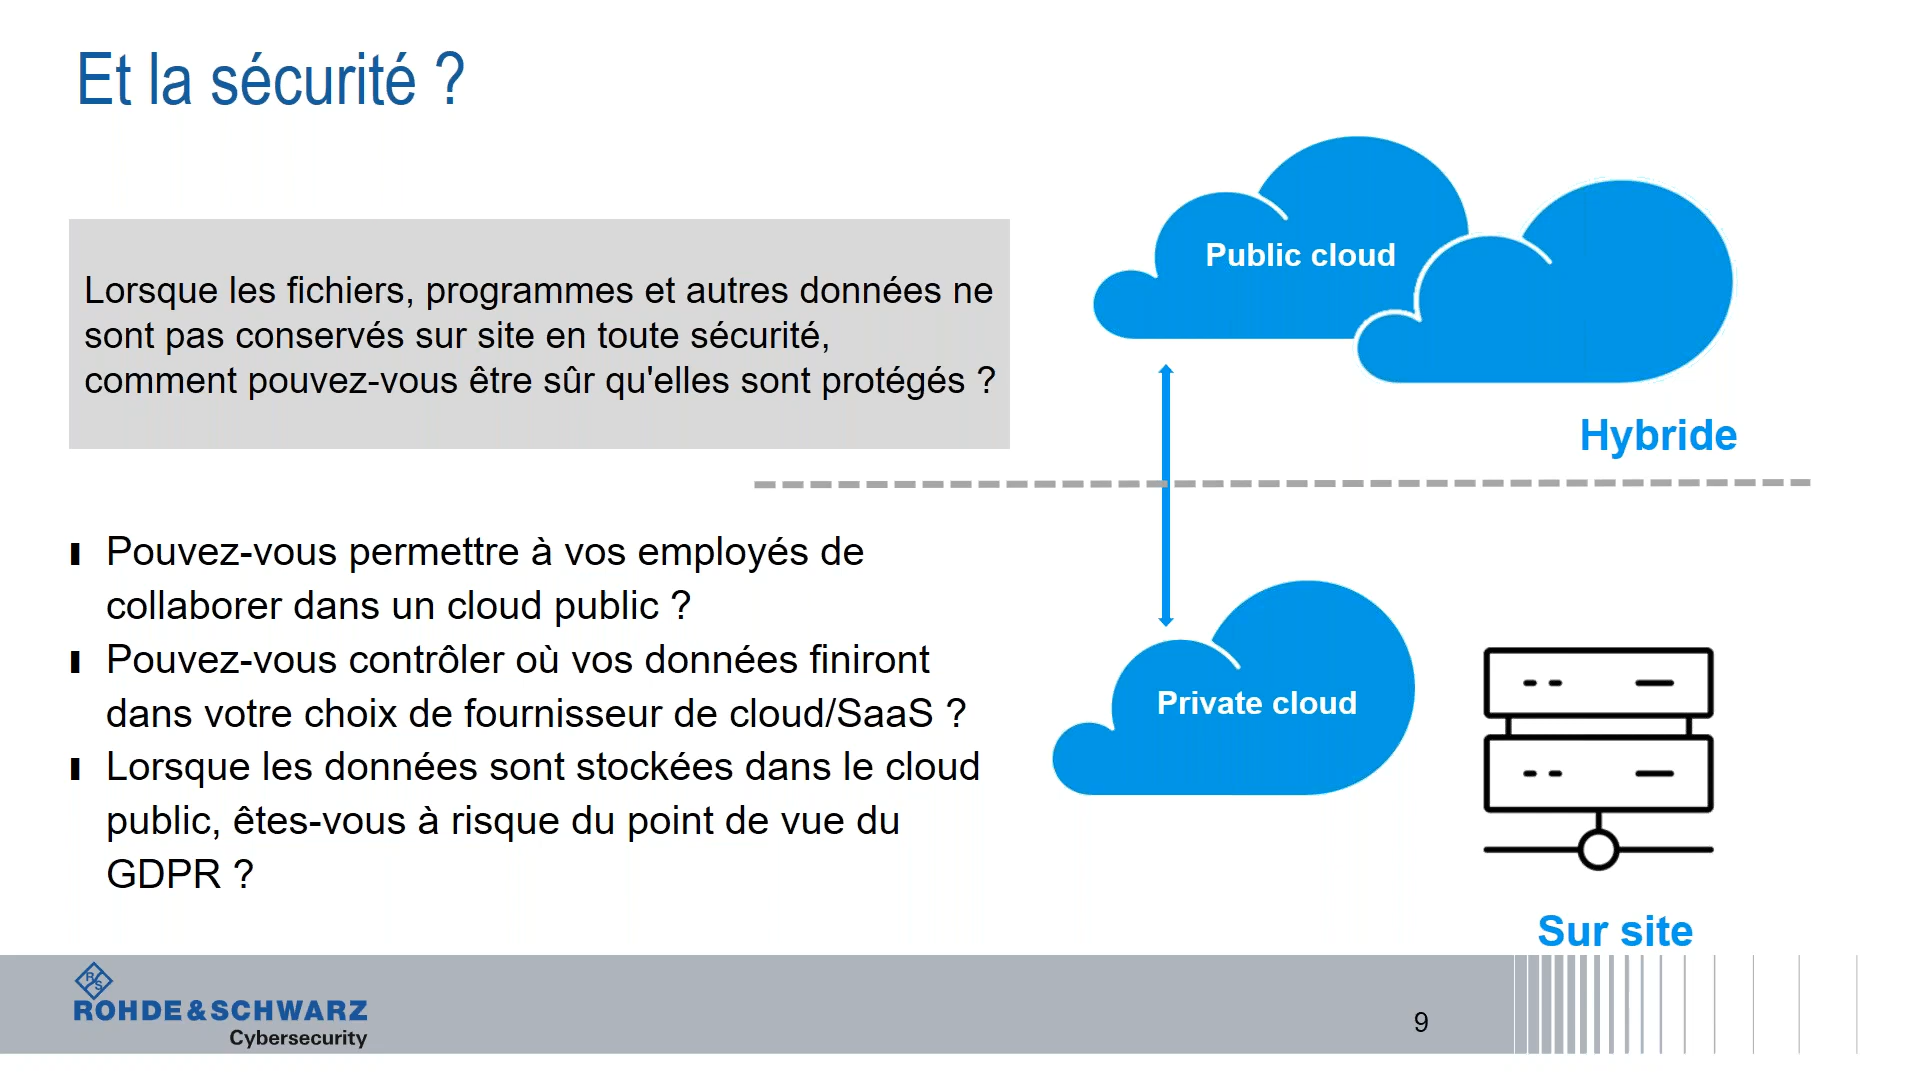 Et la sécurité ?
Lorsque les fichiers, programmes et autres données ne
sont pas conservés sur site en toute sécurité,
comment pouvez-vous être sûr qu'elles sont protégés ?
Public cloud
Hybride
Pouvez-vous permettre à vos employés de
collaborer dans un cloud public ?
Pouvez-vous contrôler où vos données finiront
dans votre choix de fournisseur de cloud/SaaS ?
Lorsque les données sont stockées dans le cloud
public, êtes-vous à risque du point de vue du
GDPR ?
Private cloud
Sur site
R S
ROHDE & SCHWARZ
Cybersecurity
9